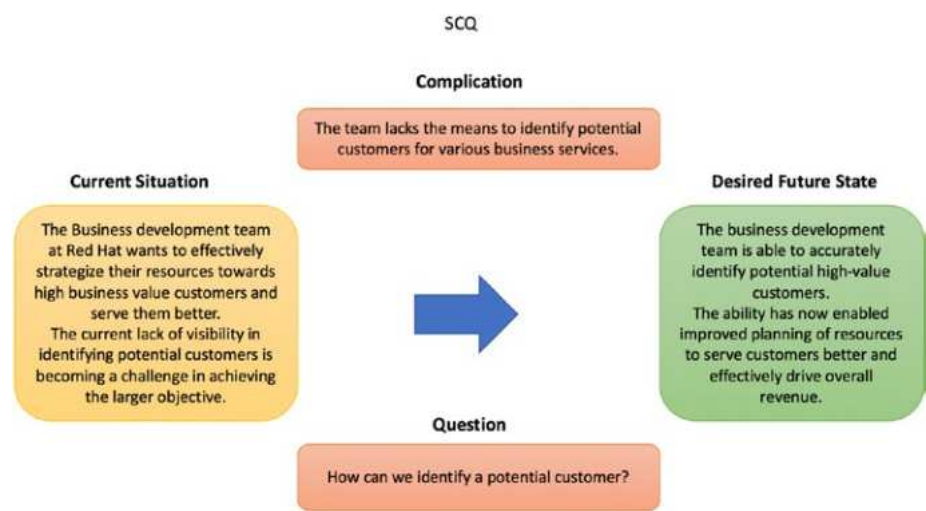 SCQ
Complication
The team lacks the means to identify potential
customers for various business services.
Current Situation
The Business development team
at Red Hat wants to effectively
strategize their resources towards
high business value customers and
serve them better.
The current lack of visibility in
identifying potential customers is
becoming a challenge in achieving
the larger objective.
Desired Future State
The business development
team is able to accurately
identify potential high-value
customers.
The ability has now enabled
improved planning of resources
to serve customers better and
effectively drive overall
revenue.
Question
How can we identify a potential customer?